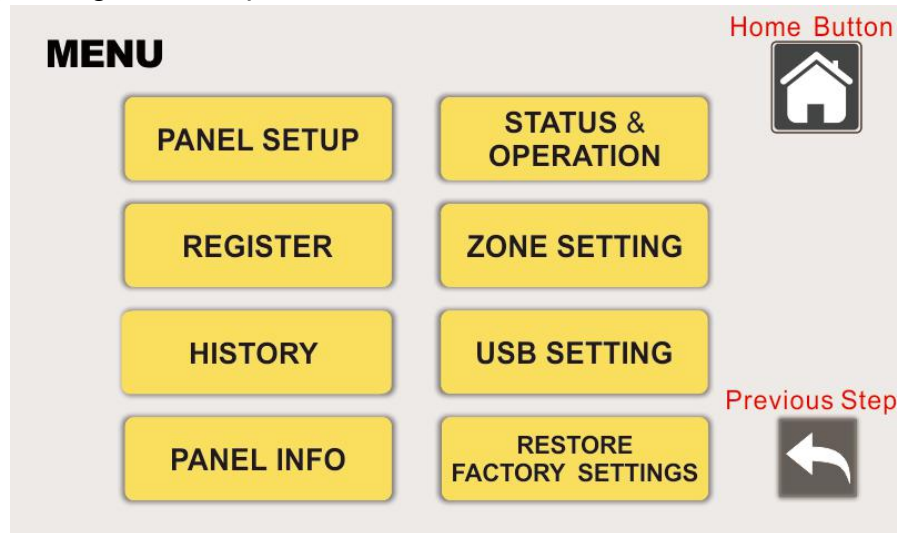 MENU
Home Button
PANEL SETUP
STATUS &
OPERATION
REGISTER
ZONE SETTING
HISTORY
USB SETTING
Previous Step
PANEL INFO
RESTORE
FACTORY SETTINGS